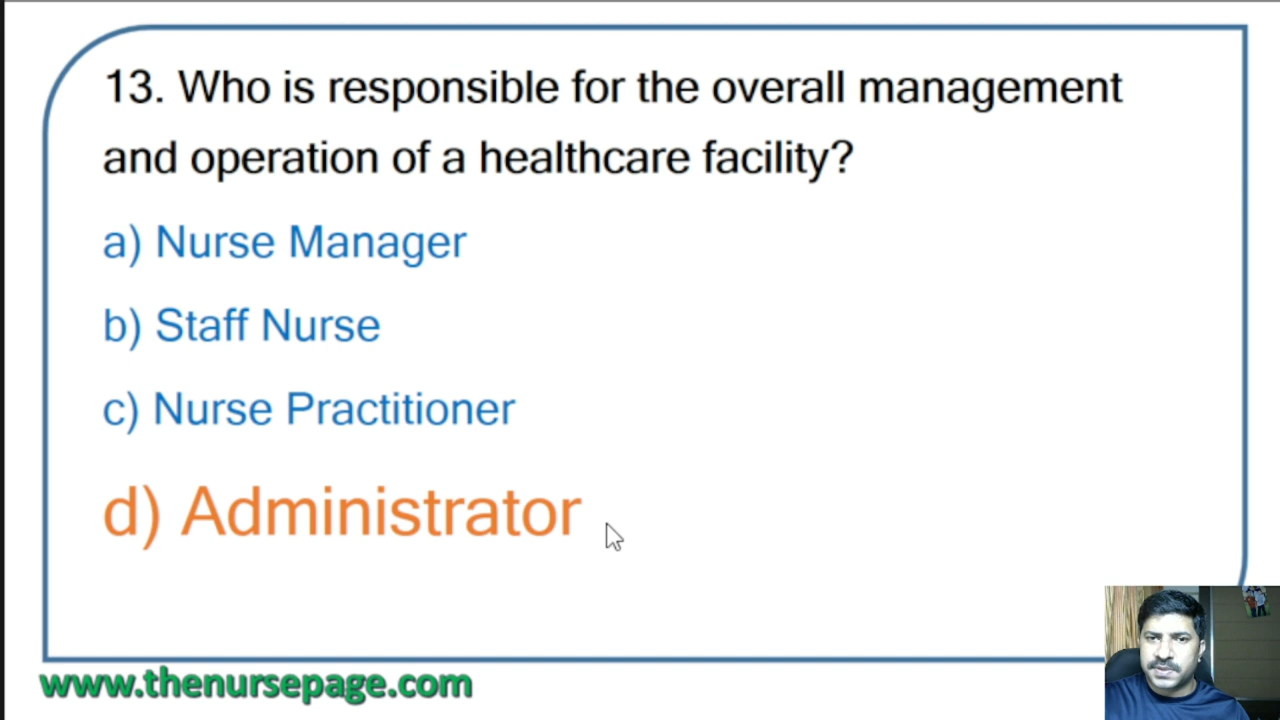 13. Who is responsible for the overall management
and operation of a healthcare facility?
a) Nurse Manager
b) Staff Nurse
c) Nurse Practitioner
d) Administrator
www.thenursepage.com